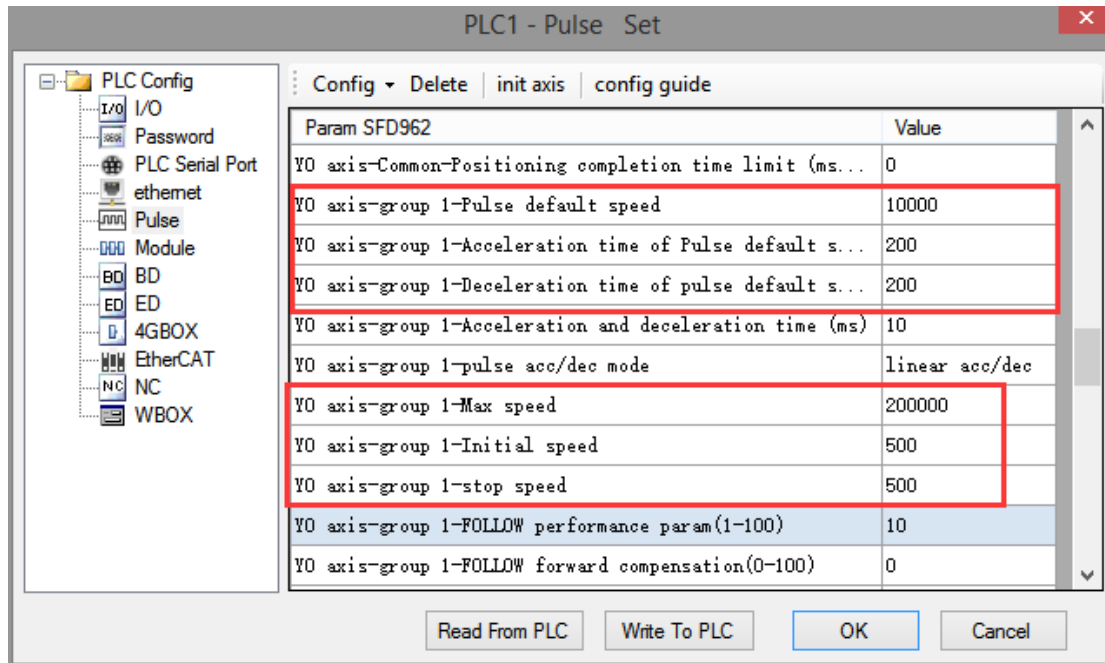 PLC1 - Pulse Set
PLC Config
I/O I/O
Password
PLC Serial Port
ethernet
Pulse
Module
BD BD
ED ED
4GBOX
EtherCAT
NC NC
WBOX
Config Delete init axis config guide
Param SFD962 Value
Y0 axis-Common-Positioning completion time limit (ms... 0
Y0 axis-group 1-Pulse default speed 10000
Y0 axis-group 1-Acceleration time of Pulse default s... 200
Y0 axis-group 1-Deceleration time of pulse default s... 200
Y0 axis-group 1-Acceleration and deceleration time (ms) 10
Y0 axis-group 1-pulse acc/dec mode linear acc/dec
Y0 axis-group 1-Max speed 200000
Y0 axis-group 1-Initial speed 500
Y0 axis-group 1-stop speed 500
Y0 axis-group 1-FOLLOW performance param(1-100) 10
Y0 axis-group 1-FOLLOW forward compensation(0-100) 0
Read From PLC Write To PLC OK Cancel